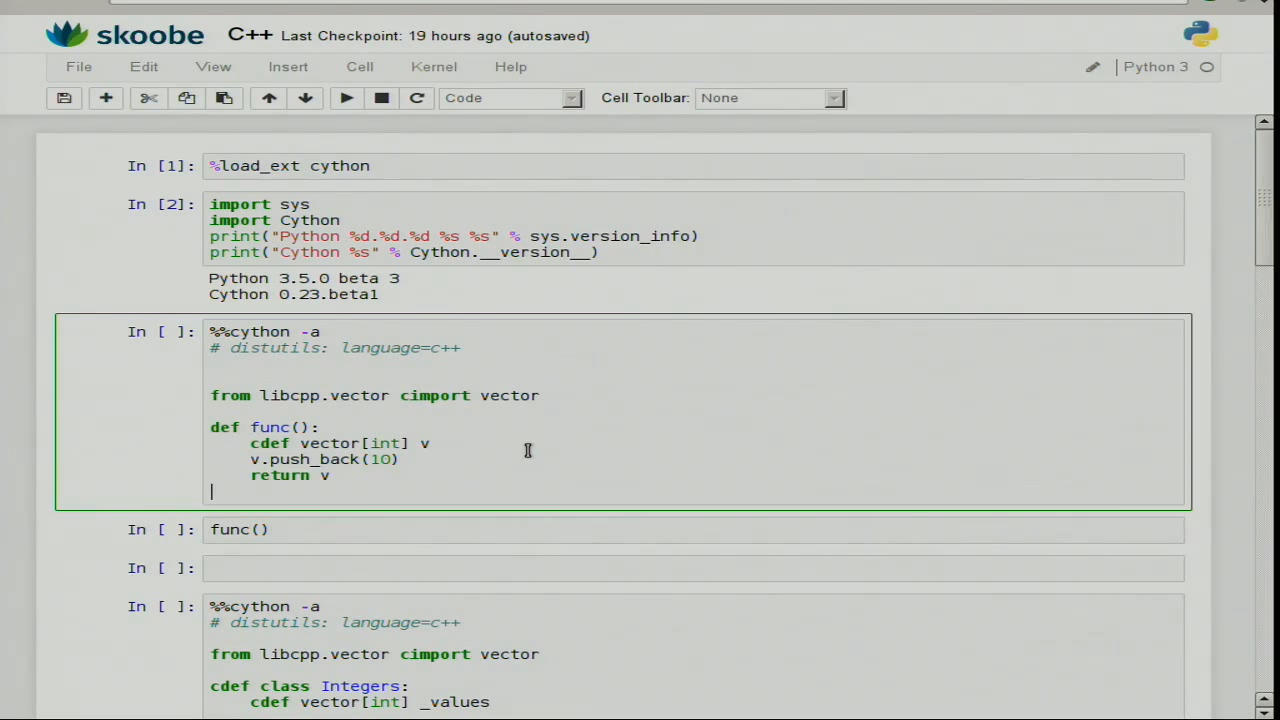 skoobe C++ Last Checkpoint: 19 hours ago (autosaved)
File Edit View Insert Cell Kernel Help Python 3
Code Cell Toolbar: None
In [1]: %load_ext cython
In [2]: import sys
import Cython
print("Python %d.%d.%d %s %s" % sys.version_info)
print("Cython %s" % Cython.__version__)
Python 3.5.0 beta 3
Cython 0.23.beta1
In [ ]: %%cython -a
# distutils: language=c++
from libcpp.vector cimport vector
def func():
cdef vector[int] v
v.push_back(10)
return v
In [ ]: func()
In [ ]:
In [ ]: %%cython -a
# distutils: language=c++
from libcpp.vector cimport vector
cdef class Integers:
cdef vector[int] _values